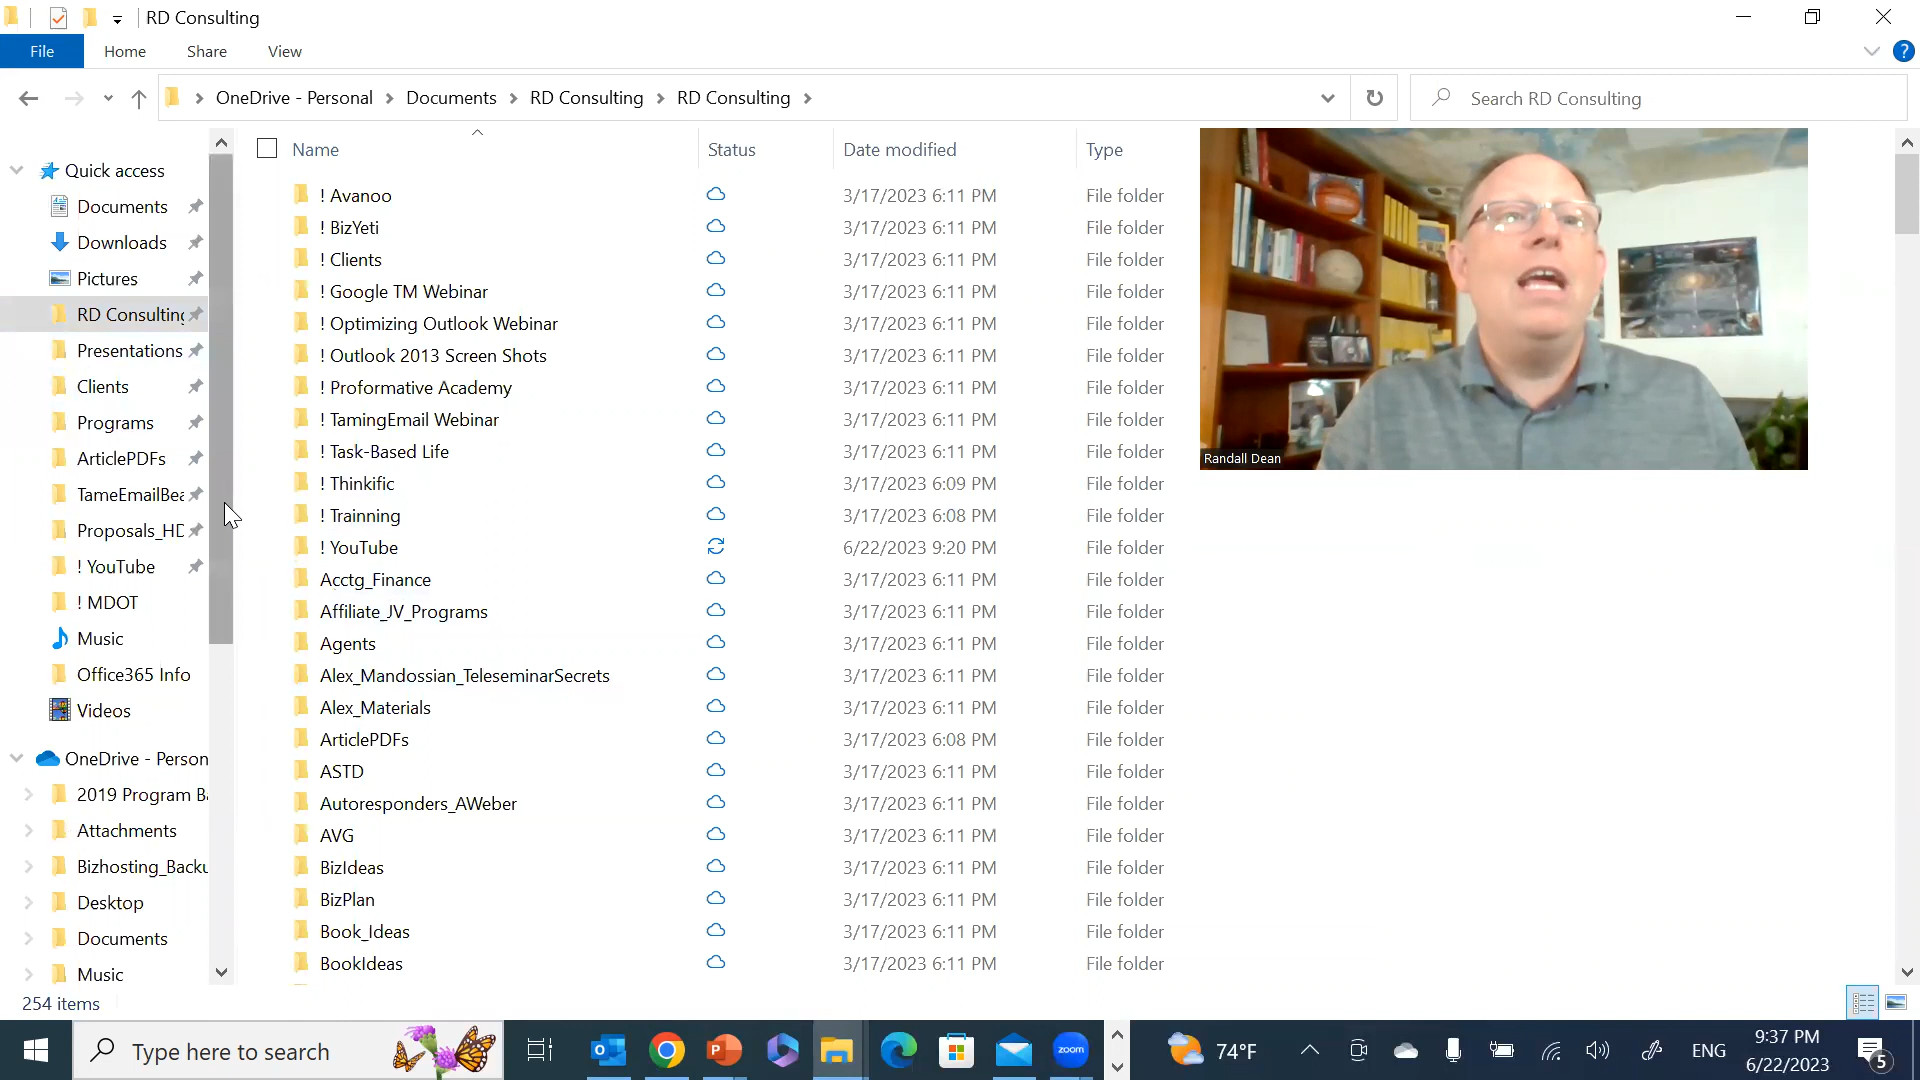 RD Consulting
File Home Share View
OneDrive - Personal Documents RD Consulting RD Consulting
Search RD Consulting
Name Status Date modified Type
Quick access
Documents
Downloads
Pictures
RD Consulting
Presentations
Clients
Programs
ArticlePDFs
TameEmailBea
Proposals_HD
! YouTube
! MDOT
Music
Office365 Info
Videos
OneDrive - Person
2019 Program Ba
Attachments
Bizhosting_Backu
Desktop
Documents
Music
! Avanoo 3/17/2023 6:11 PM File folder
! BizYeti 3/17/2023 6:11 PM File folder
! Clients 3/17/2023 6:11 PM File folder
! Google TM Webinar 3/17/2023 6:11 PM File folder
! Optimizing Outlook Webinar 3/17/2023 6:11 PM File folder
! Outlook 2013 Screen Shots 3/17/2023 6:11 PM File folder
! Proformative Academy 3/17/2023 6:11 PM File folder
! TamingEmail Webinar 3/17/2023 6:11 PM File folder
! Task-Based Life 3/17/2023 6:11 PM File folder
! Thinkific 3/17/2023 6:09 PM File folder
! Trainning 3/17/2023 6:08 PM File folder
! YouTube 6/22/2023 9:20 PM File folder
Acctg_Finance 3/17/2023 6:11 PM File folder
Affiliate_JV_Programs 3/17/2023 6:11 PM File folder
Agents 3/17/2023 6:11 PM File folder
Alex_Mandossian_TeleseminarSecrets 3/17/2023 6:11 PM File folder
Alex_Materials 3/17/2023 6:11 PM File folder
ArticlePDFs 3/17/2023 6:08 PM File folder
ASTD 3/17/2023 6:11 PM File folder
Autoresponders_AWeber 3/17/2023 6:11 PM File folder
AVG 3/17/2023 6:11 PM File folder
BizIdeas 3/17/2023 6:11 PM File folder
BizPlan 3/17/2023 6:11 PM File folder
Book_Ideas 3/17/2023 6:11 PM File folder
BookIdeas 3/17/2023 6:11 PM File folder
Randall Dean
254 items
Type here to search
zoom
74°F
ENG
9:37 PM
6/22/2023
5